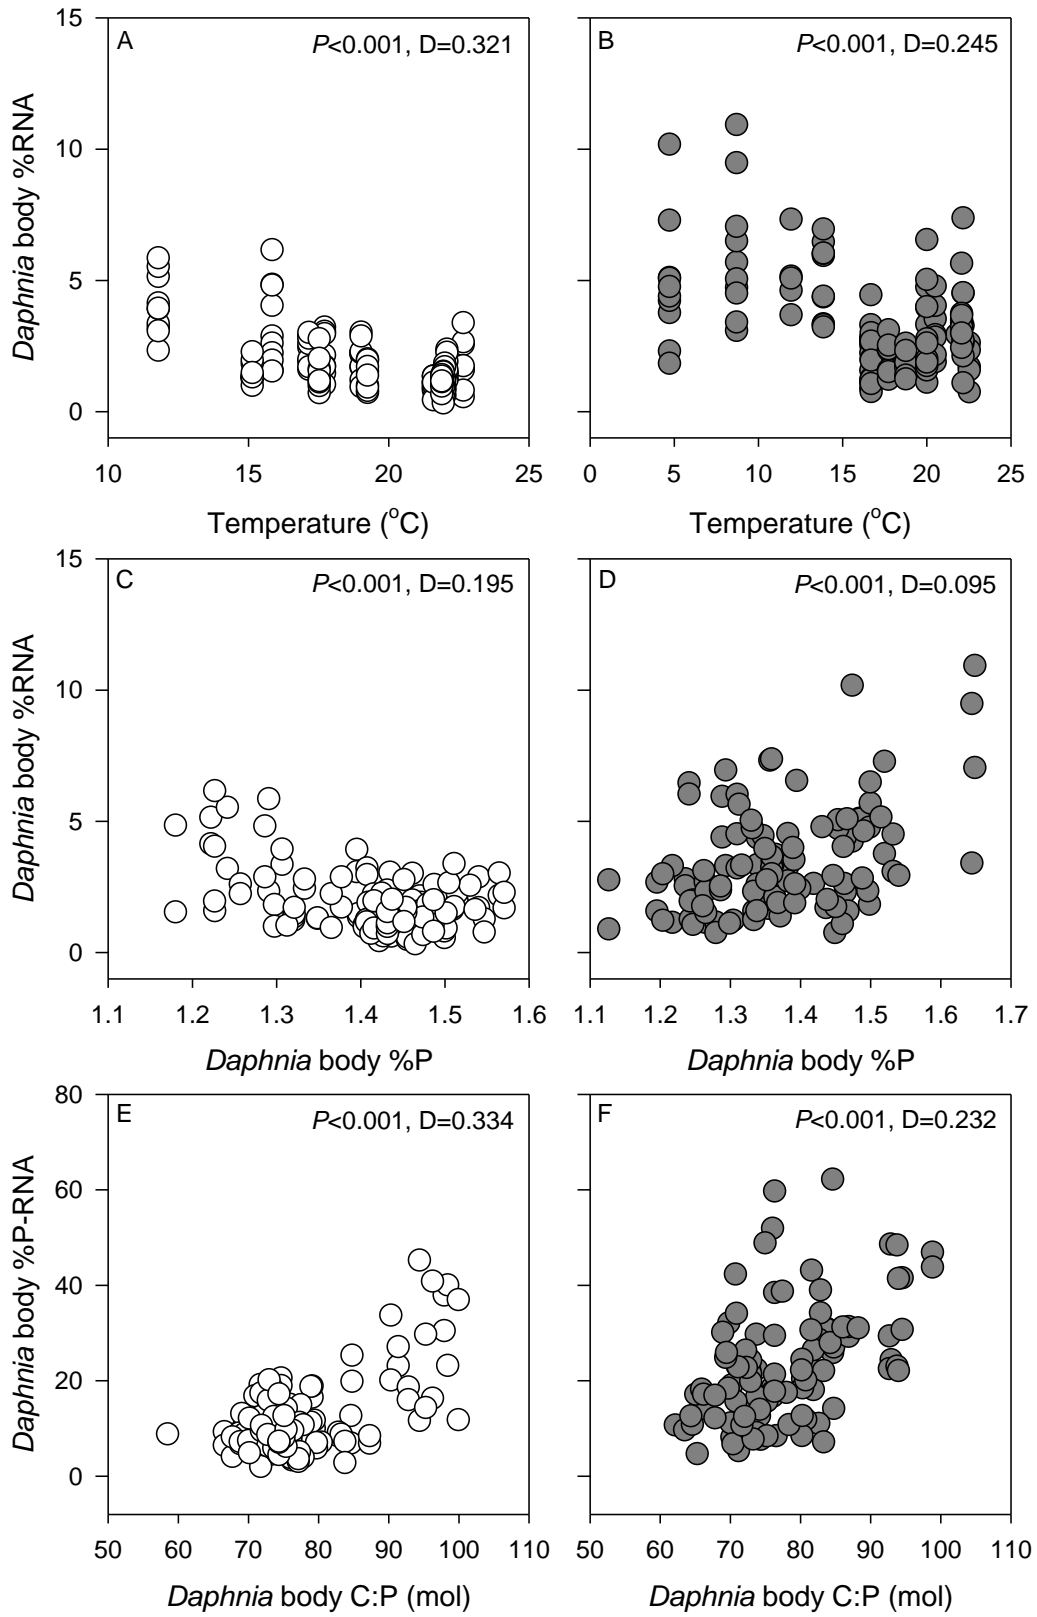 15
A
P<0.001, D=0.321
B
P<0.001, D=0.245
10
5
0
Daphnia body %RNA
10 15 20 25
0 5 10 15 20 25
Temperature (°C)
Temperature (°C)
15
C
P<0.001, D=0.195
D
P<0.001, D=0.095
10
5
0
Daphnia body %RNA
1.1 1.2 1.3 1.4 1.5 1.6
1.1 1.2 1.3 1.4 1.5 1.6 1.7
Daphnia body %P
Daphnia body %P
80
E
P<0.001, D=0.334
F
P<0.001, D=0.232
60
40
20
0
Daphnia body %P-RNA
50 60 70 80 90 100 110
50 60 70 80 90 100 110
Daphnia body C:P (mol)
Daphnia body C:P (mol)